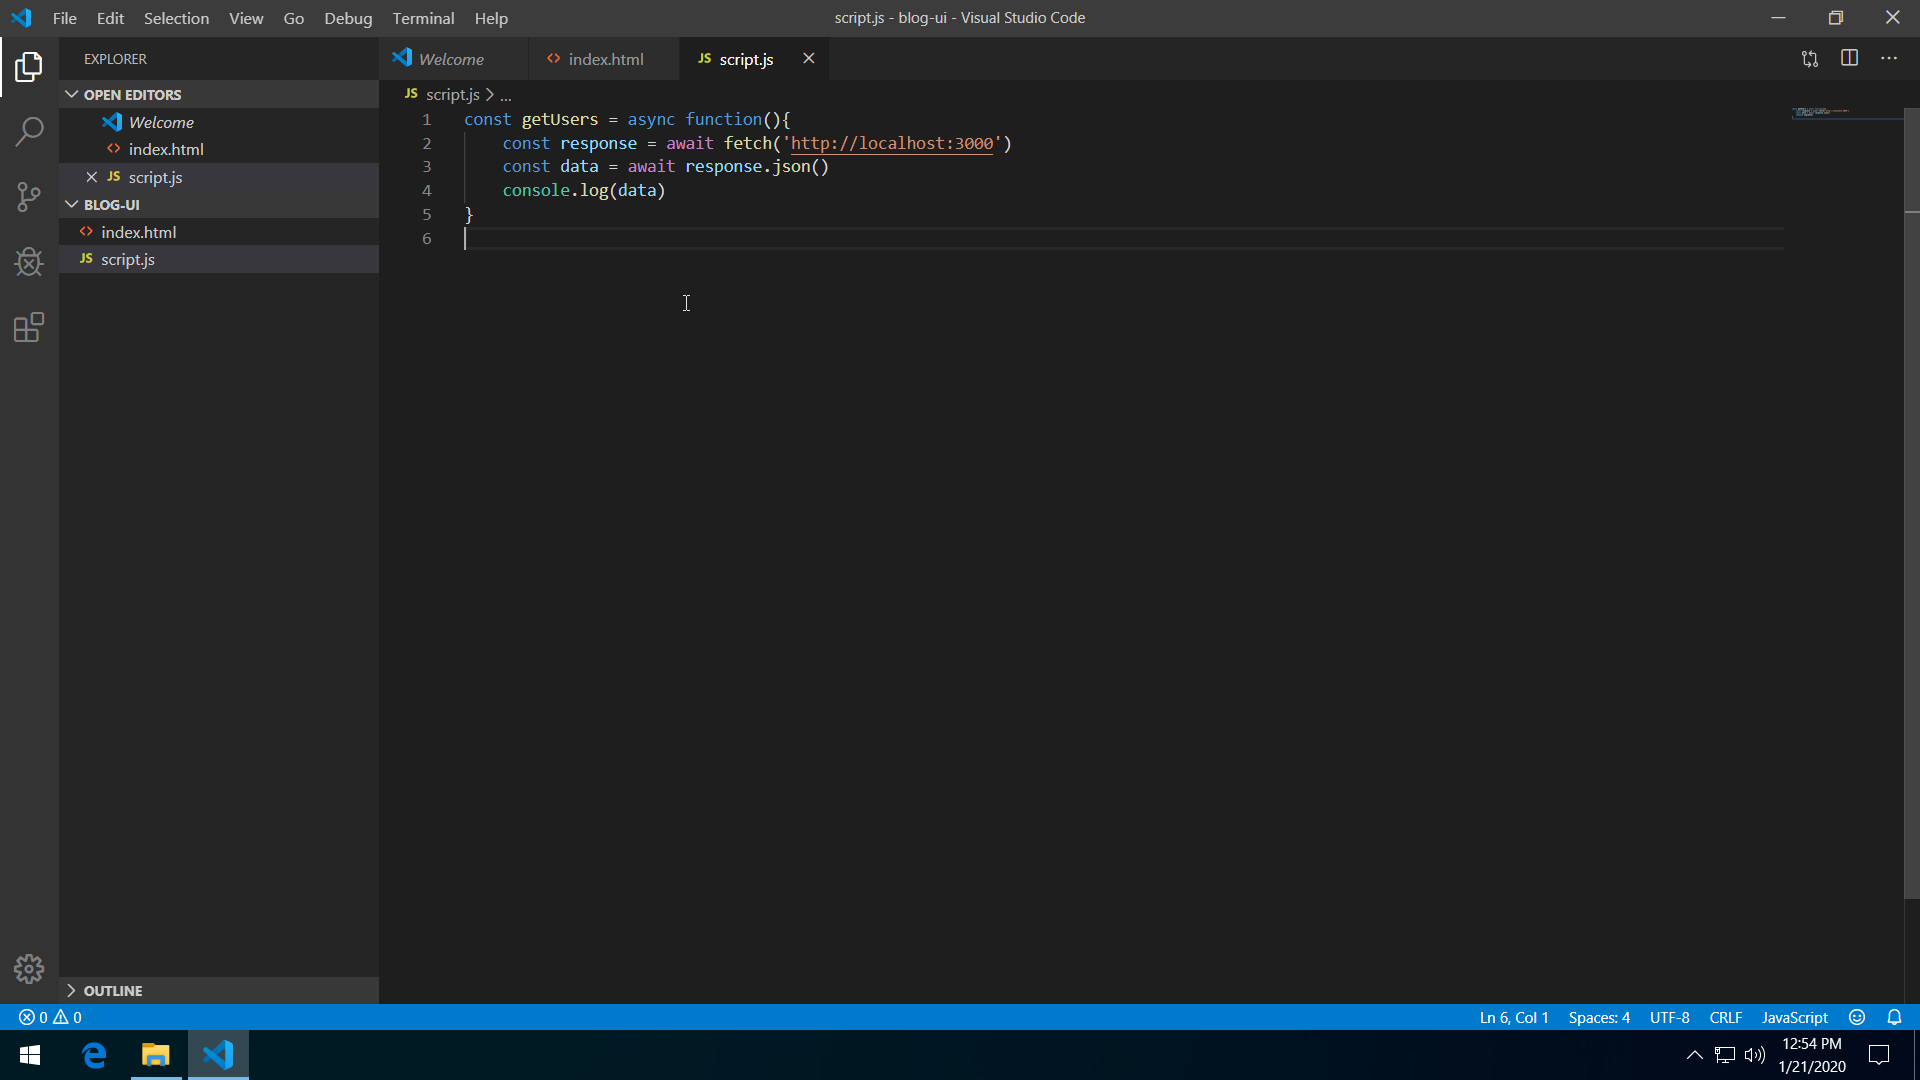 File Edit Selection View Go Debug Terminal Help
script.js - blog-ui - Visual Studio Code
EXPLORER
OPEN EDITORS
Welcome
index.html
JS script.js
BLOG-UI
index.html
JS script.js
OUTLINE
Welcome
index.html
JS script.js
JS script.js > ...
1 const getUsers = async function(){
2 const response = await fetch('http://localhost:3000')
3 const data = await response.json()
4 console.log(data)
5 }
6
0 0
Ln 6, Col 1
Spaces: 4
UTF-8
CRLF
JavaScript
12:54 PM
1/21/2020